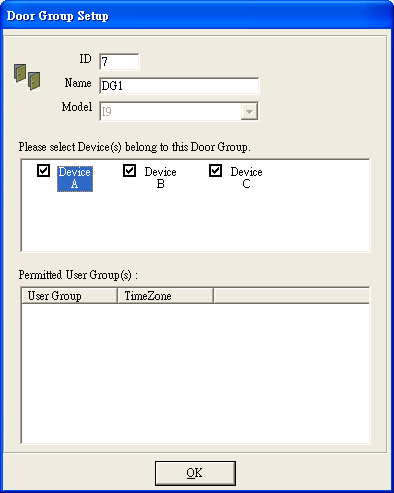 Door Group Setup
ID 7
Name DG1
Model I9
Please select Device(s) belong to this Door Group.
Device A Device B Device C
Permitted User Group(s) :
User Group TimeZone
OK